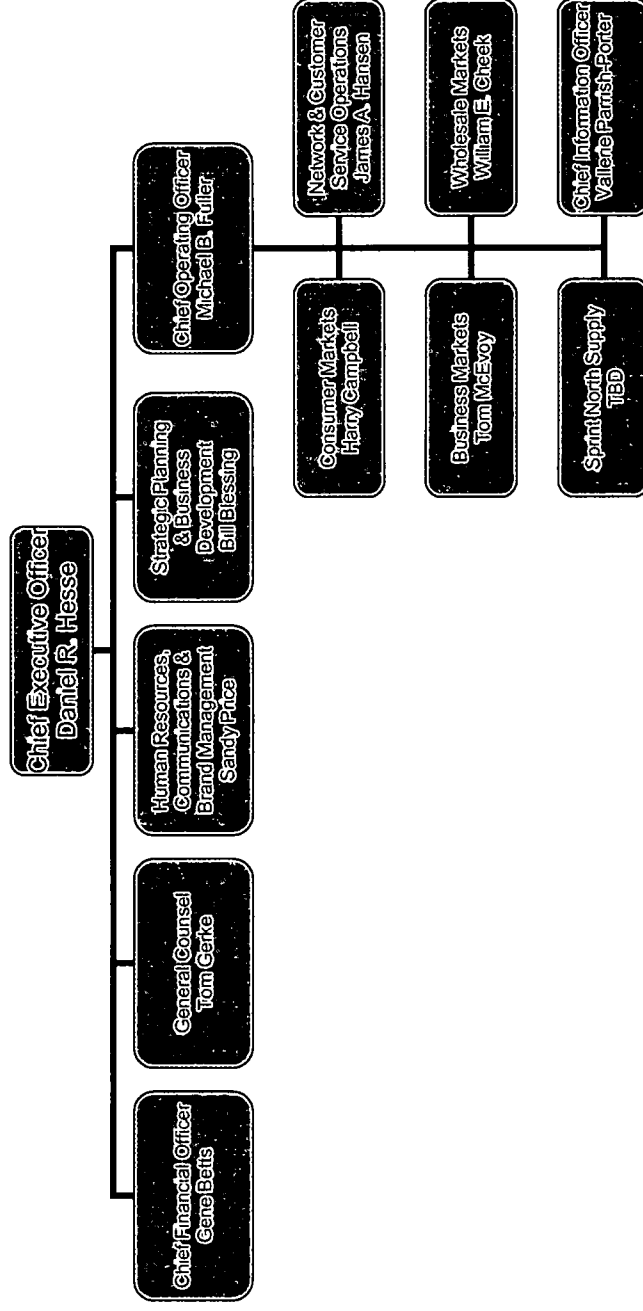 Chief Executive Officer
Daniel R. Hesse
Chief Financial Officer
Gene Betts
General Counsel
Tom Gerke
Human Resources,
Communications &
Brand Management
Sandy Price
Strategic Planning
& Business
Development
Bill Blessing
Chief Operating Officer
Michael B. Fuller
Consumer Markets
Harry Campbell
Network & Customer
Service Operations
James A. Hansen
Business Markets
Tom McEvoy
Wholesale Markets
William E. Cheek
Sprint North Supply
TBD
Chief Information Officer
Vallerie Parrish-Porter